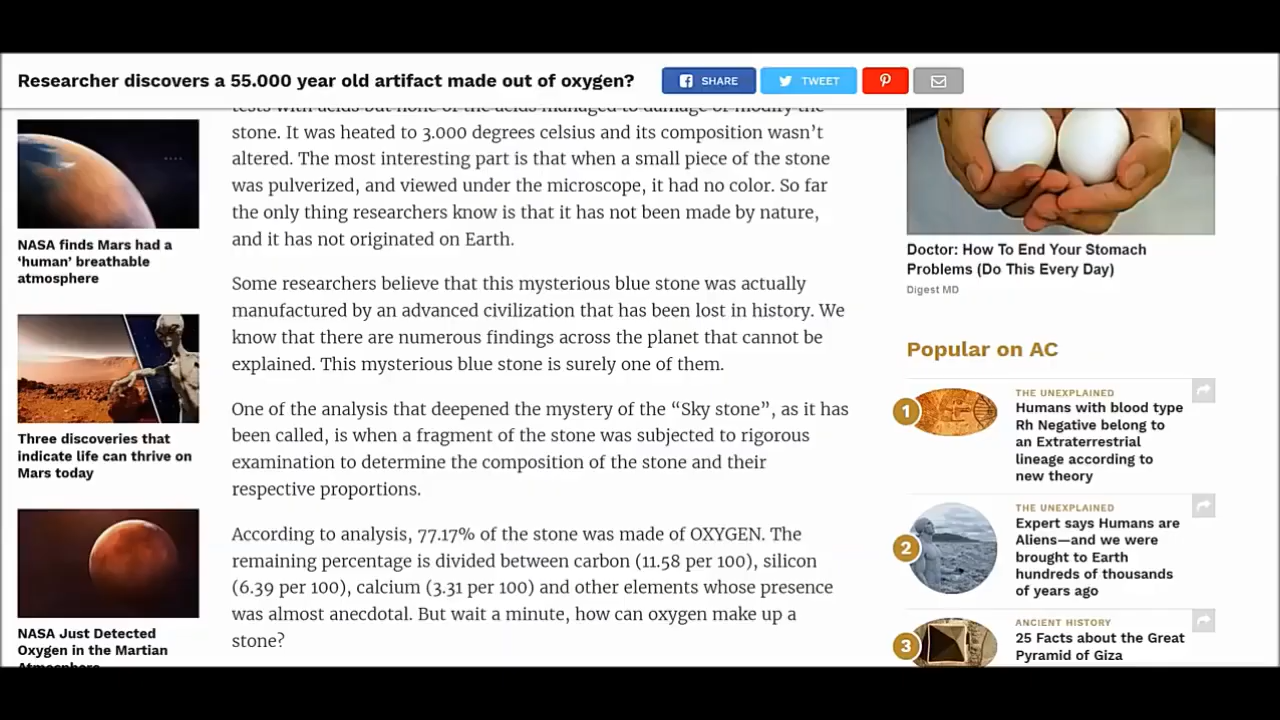 Researcher discovers a 55.000 year old artifact made out of oxygen?
SHARE
TWEET
tests with acids but none of the acids managed to damage or modify the
stone. It was heated to 3.000 degrees celsius and its composition wasn't
altered. The most interesting part is that when a small piece of the stone
was pulverized, and viewed under the microscope, it had no color. So far
the only thing researchers know is that it has not been made by nature,
and it has not originated on Earth.
Some researchers believe that this mysterious blue stone was actually
manufactured by an advanced civilization that has been lost in history. We
know that there are numerous findings across the planet that cannot be
explained. This mysterious blue stone is surely one of them.
One of the analysis that deepened the mystery of the “Sky stone”, as it has
been called, is when a fragment of the stone was subjected to rigorous
examination to determine the composition of the stone and their
respective proportions.
According to analysis, 77.17% of the stone was made of OXYGEN. The
remaining percentage is divided between carbon (11.58 per 100), silicon
(6.39 per 100), calcium (3.31 per 100) and other elements whose presence
was almost anecdotal. But wait a minute, how can oxygen make up a
stone?
NASA finds Mars had a
‘human’ breathable
atmosphere
Three discoveries that
indicate life can thrive on
Mars today
NASA Just Detected
Oxygen in the Martian
Atmosphere
Doctor: How To End Your Stomach
Problems (Do This Every Day)
Digest MD
Popular on AC
1
THE UNEXPLAINED
Humans with blood type
Rh Negative belong to
an Extraterrestrial
lineage according to
new theory
2
THE UNEXPLAINED
Expert says Humans are
Aliens—and we were
brought to Earth
hundreds of thousands
of years ago
3
ANCIENT HISTORY
25 Facts about the Great
Pyramid of Giza